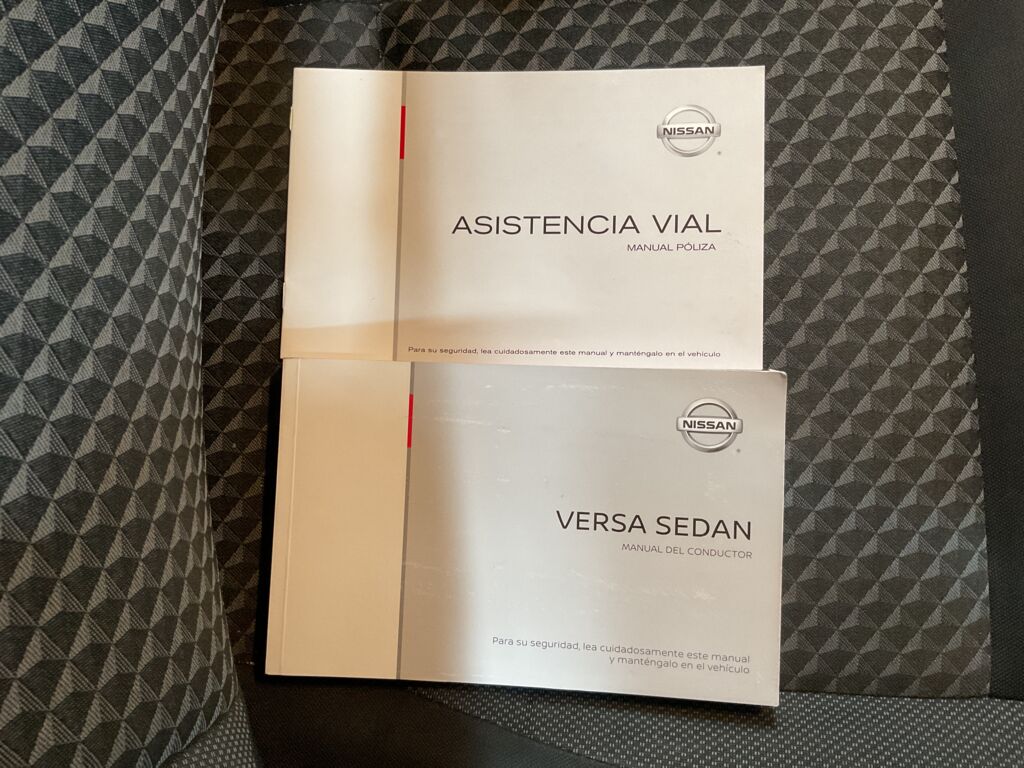 NISSAN
ASISTENCIA VIAL
MANUAL PÓLIZA
Para su seguridad, lea cuidadosamente este manual y manténgalo en el vehículo
NISSAN
VERSA SEDAN
MANUAL DEL CONDUCTOR
Para su seguridad, lea cuidadosamente este manual
y manténgalo en el vehículo